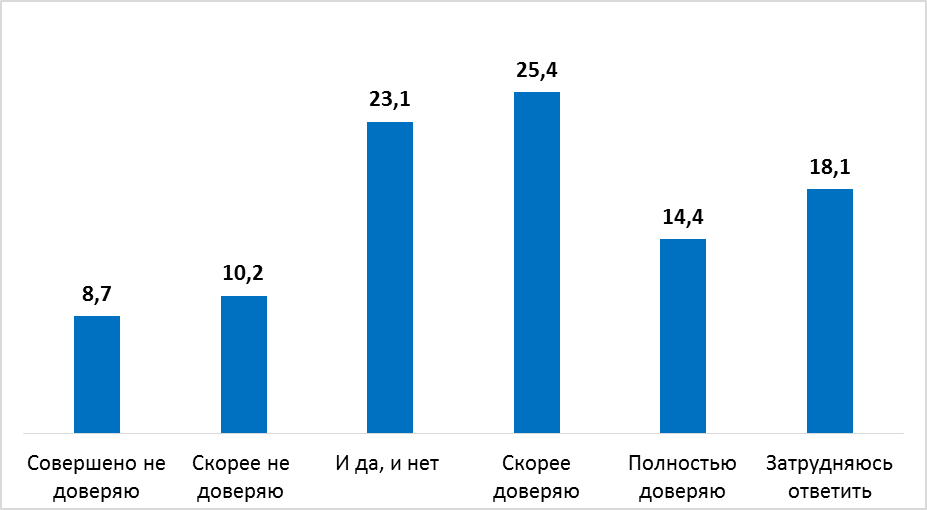 25,4
23,1
18,1
14,4
10,2
8,7
Совершено не
доверяю
Скорее не
доверяю
И да, и нет
Скорее
доверяю
Полностью
доверяю
Затрудняюсь
ответить